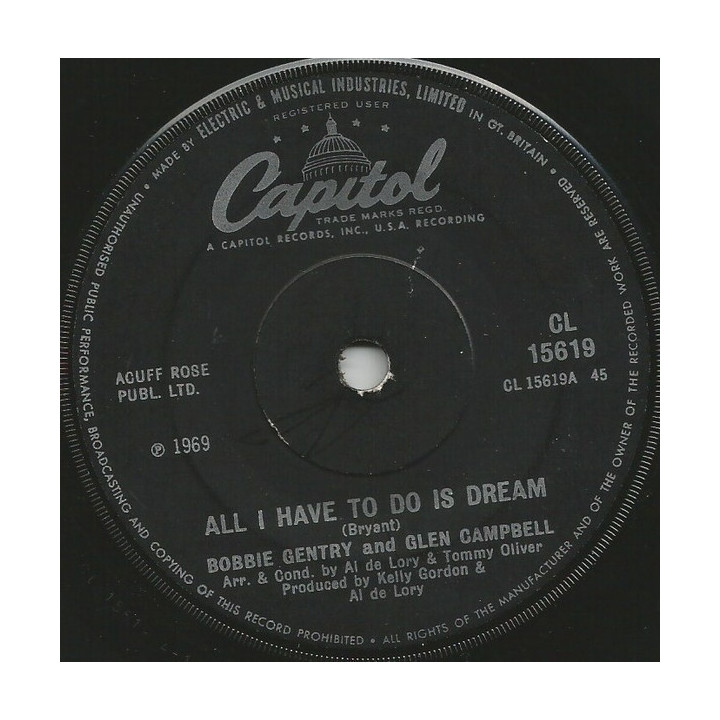 • MADE BY ELECTRIC & MUSICAL INDUSTRIES, LIMITED IN GT. BRITAIN •
REGISTERED USER
Capitol
TRADE MARKS REGD.
A CAPITOL RECORDS, INC., U.S.A. RECORDING
CL
15619
CL 15619A 45
ACUFF ROSE
PUBL. LTD.
℗ 1969
ALL I HAVE TO DO IS DREAM
(Bryant)
BOBBIE GENTRY and GLEN CAMPBELL
Arr. & Cond. by Al de Lory & Tommy Oliver
Produced by Kelly Gordon &
Al de Lory
UNAUTHORISED PUBLIC PERFORMANCE, BROADCASTING AND COPYING OF THIS RECORD PROHIBITED • ALL RIGHTS OF THE MANUFACTURER AND OF THE OWNER OF THE RECORDED WORK ARE RESERVED